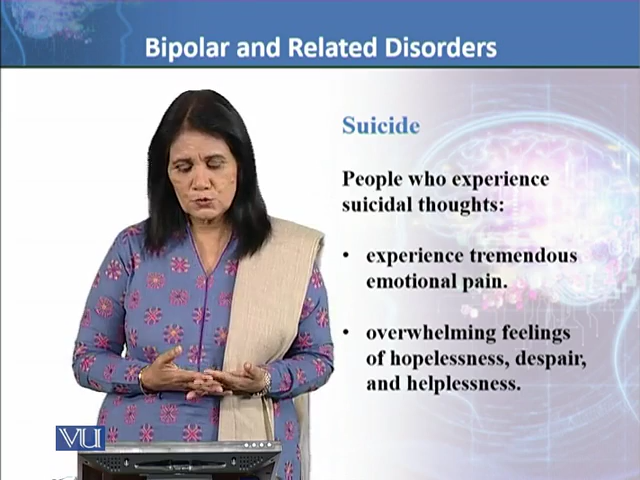 Bipolar and Related Disorders
Suicide
People who experience
suicidal thoughts:
• experience tremendous
emotional pain.
• overwhelming feelings
of hopelessness, despair,
and helplessness.
VU